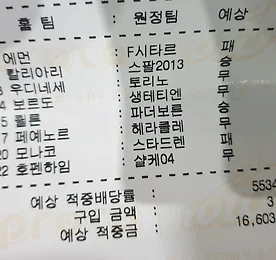 홈 팀 : 원정팀 예상
에먼 : F시타르 패
칼리아리 : 스팔2013 승
3 우디네세 : 토리노 무
4 보르도 : 생테티엔 승
5 쾰른 : 파더보른 승
7 페예노르 : 헤라클레 무
20 모나코 : 스타드렌 패
22 호펜하임 : 샬케04 무
예상 적중배당률 : 5534
구입 금액 : 3
예상 적중금 : 16,603